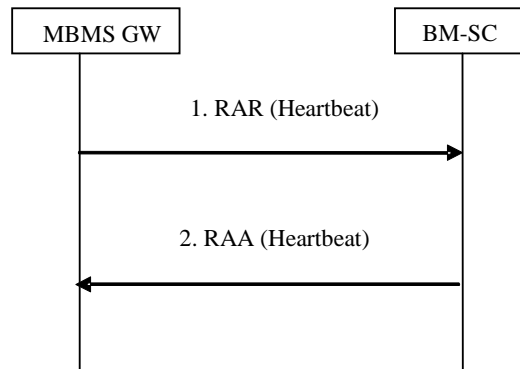 MBMS GW
BM-SC
1. RAR (Heartbeat)
2. RAA (Heartbeat)